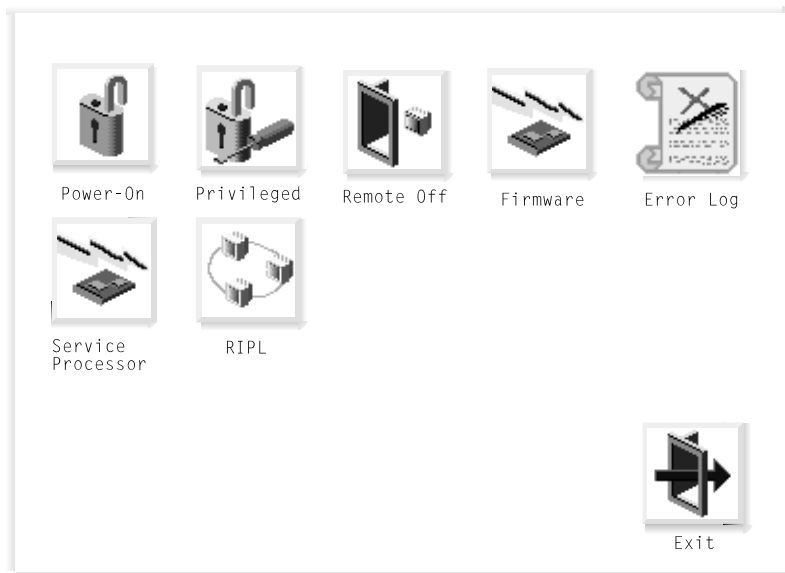 Power-On
Privileged
Remote Off
Firmware
Error Log
Service
Processor
RIPL
Exit